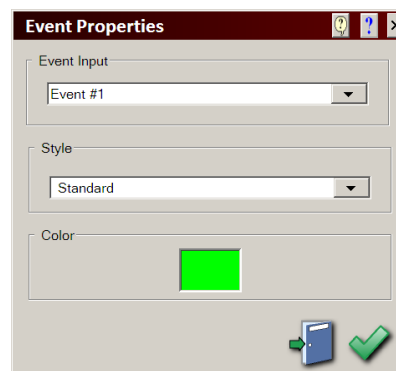 Event Properties
Event Input
Event #1
Style
Standard
Color